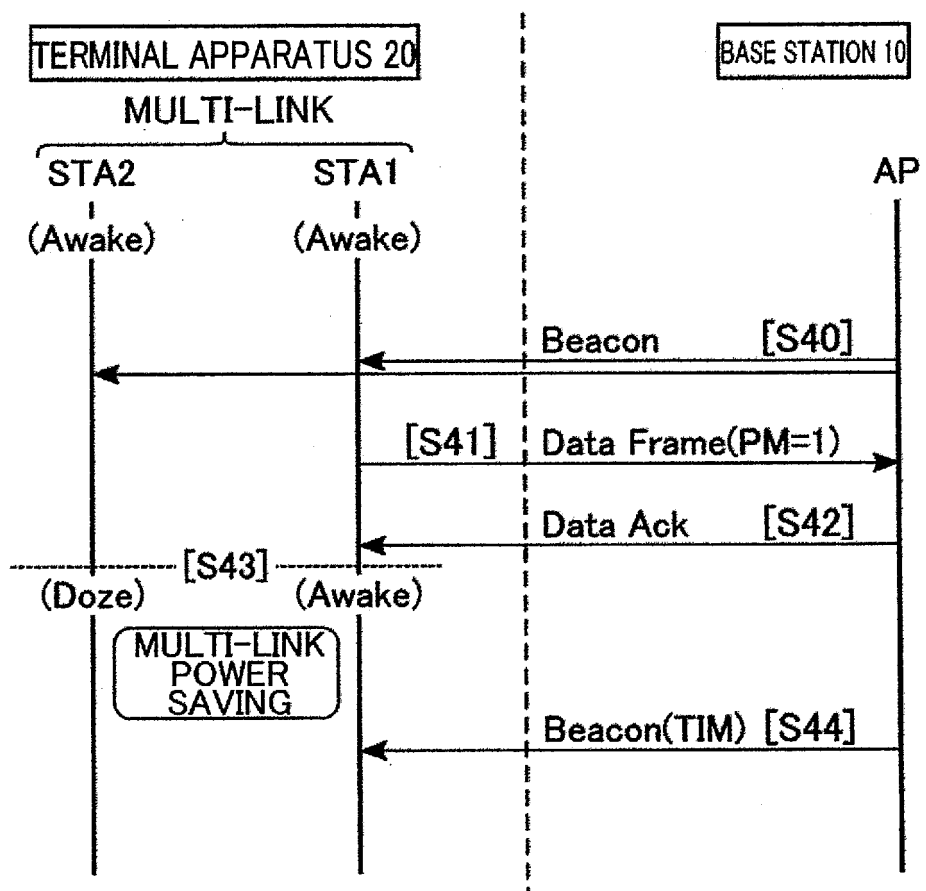 TERMINAL APPARATUS 20
BASE STATION 10
MULTI-LINK
STA2
STA1
AP
(Awake)
(Awake)
Beacon [S40]
[S41] Data Frame(PM=1)
Data Ack [S42]
[S43]
(Doze)
(Awake)
MULTI-LINK
POWER
SAVING
Beacon(TIM) [S44]